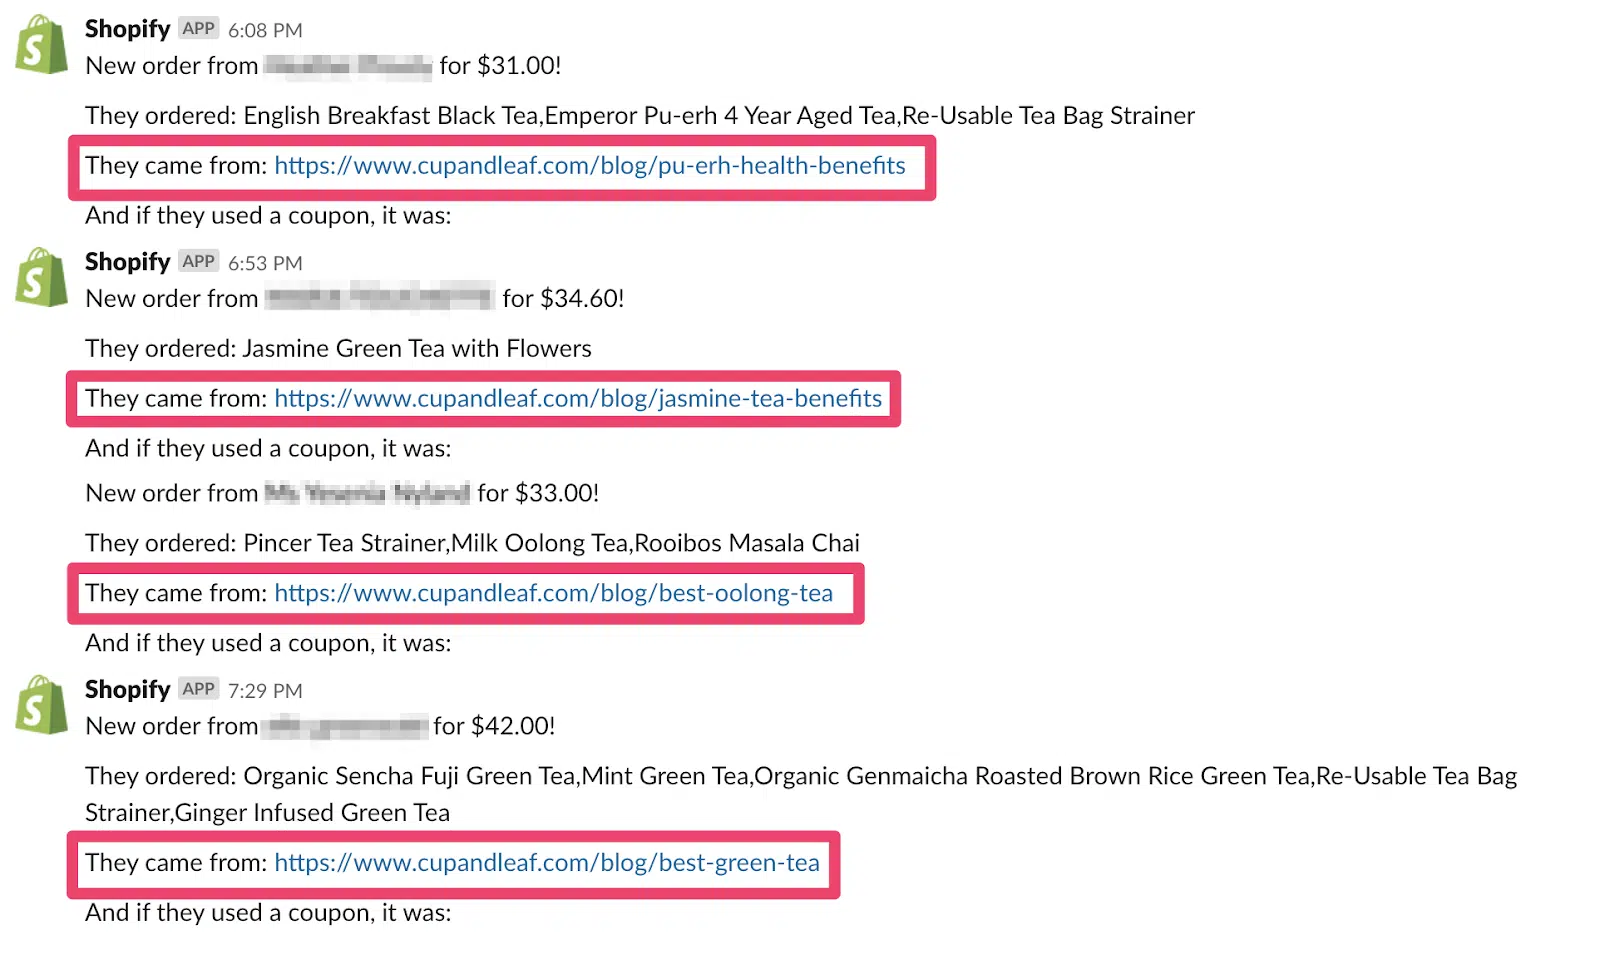 Shopify APP 6:08 PM
New order from for $31.00!
They ordered: English Breakfast Black Tea,Emperor Pu-erh 4 Year Aged Tea,Re-Usable Tea Bag Strainer
They came from: https://www.cupandleaf.com/blog/pu-erh-health-benefits
And if they used a coupon, it was:
Shopify APP 6:53 PM
New order from for $34.60!
They ordered: Jasmine Green Tea with Flowers
They came from: https://www.cupandleaf.com/blog/jasmine-tea-benefits
And if they used a coupon, it was:
New order from for $33.00!
They ordered: Pincer Tea Strainer,Milk Oolong Tea,Rooibos Masala Chai
They came from: https://www.cupandleaf.com/blog/best-oolong-tea
And if they used a coupon, it was:
Shopify APP 7:29 PM
New order from for $42.00!
They ordered: Organic Sencha Fuji Green Tea,Mint Green Tea,Organic Genmaicha Roasted Brown Rice Green Tea,Re-Usable Tea Bag
Strainer,Ginger Infused Green Tea
They came from: https://www.cupandleaf.com/blog/best-green-tea
And if they used a coupon, it was: